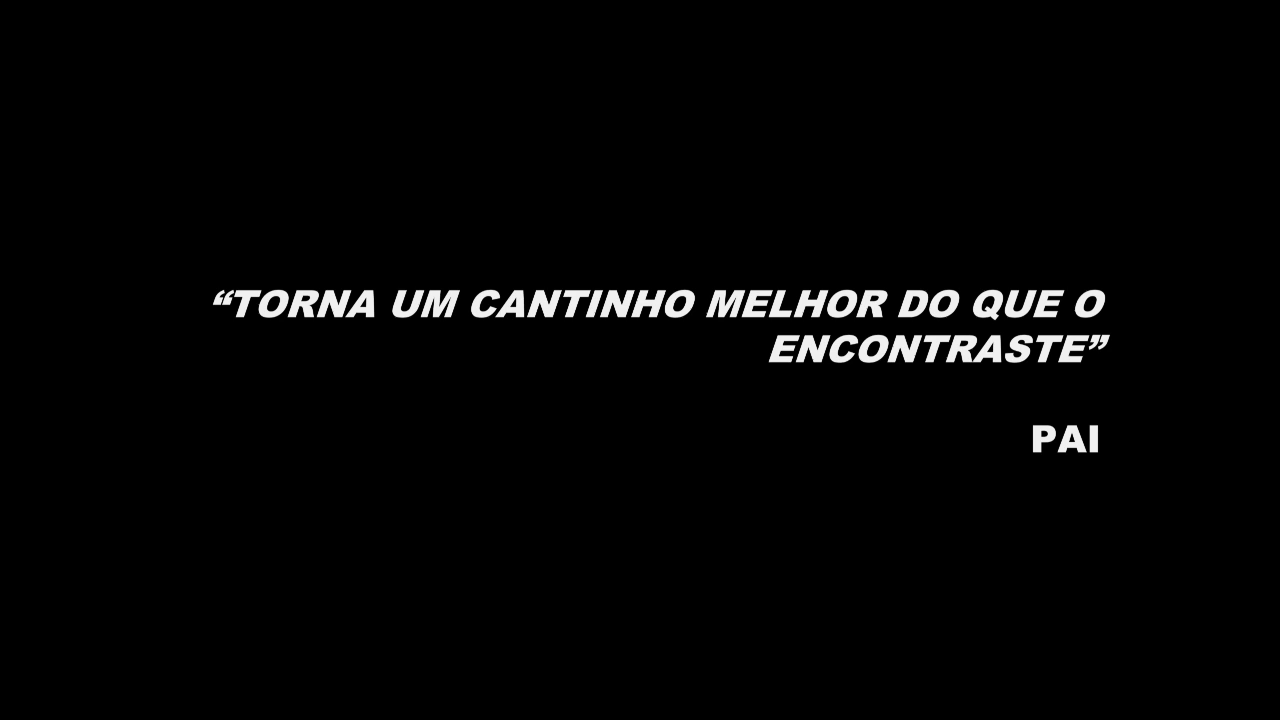 “TORNA UM CANTINHO MELHOR DO QUE O
ENCONTRASTE”
PAI